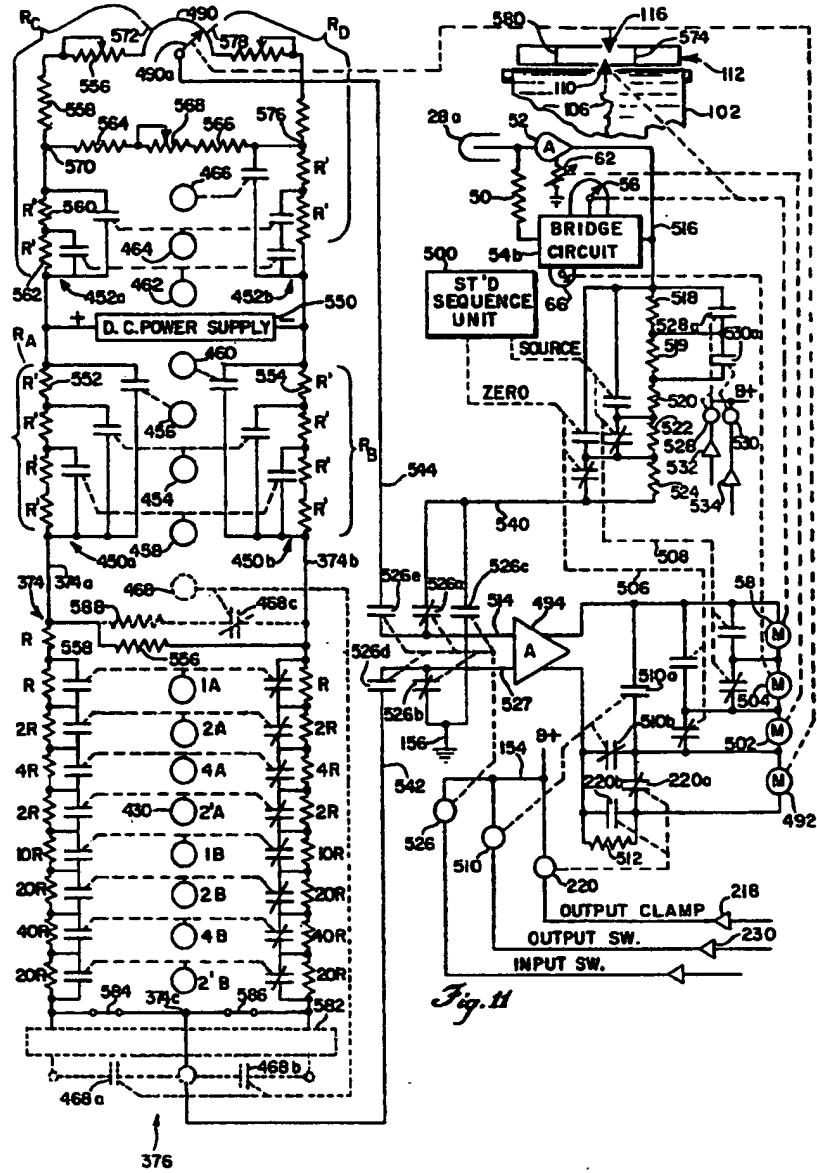 RC
490
RD
580
116
572
578
574
490a
112
556
110
558
106
102
564
568
566
576
28a
52
62
570
R'
466
50
56
R'
560
R'
BRIDGE CIRCUIT
516
464
500
54b
R'
462
ST'D SEQUENCE UNIT
66
518
562
452a
452b
550
528a
530a
+ D.C. POWER SUPPLY -
SOURCE
519
RA
460
ZERO
520
B+
R'
552
554
R'
522
528
530
R'
456
R'
524
532
RB
R'
454
R'
544
534
R'
R'
458
540
450a
450b
374b
508
374
374a
468
506
58
526e
526a
526c
588
468c
514
494
M
R
558
A
556
526d
510a
M
504
R
1A
R
526b
527
510b
2R
2A
2R
156
B+
M
502
4R
4A
4R
154
220b
220a
2R
430
2'A
2R
542
M
492
10R
1B
10R
526
510
512
20R
2B
20R
220
218
OUTPUT CLAMP
40R
4B
40R
230
OUTPUT SW.
20R
2'B
20R
INPUT SW.
584
374c
586
582
Fig. 11
468a
468b
376